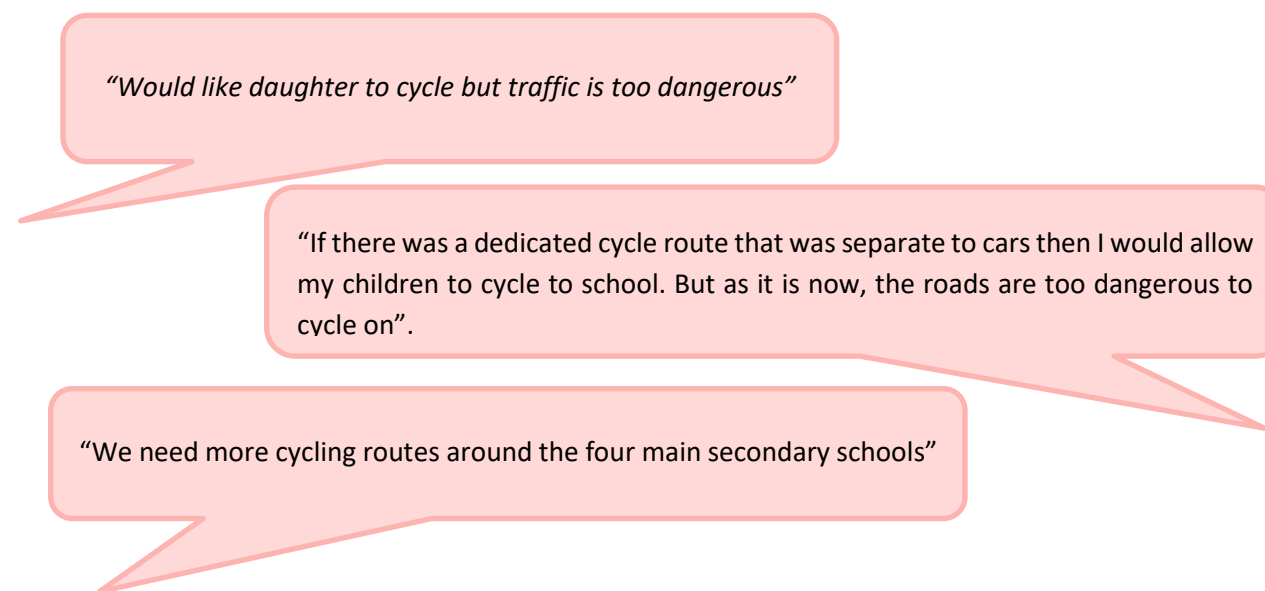 “Would like daughter to cycle but traffic is too dangerous”
“If there was a dedicated cycle route that was separate to cars then I would allow
my children to cycle to school. But as it is now, the roads are too dangerous to
cycle on”.
“We need more cycling routes around the four main secondary schools”